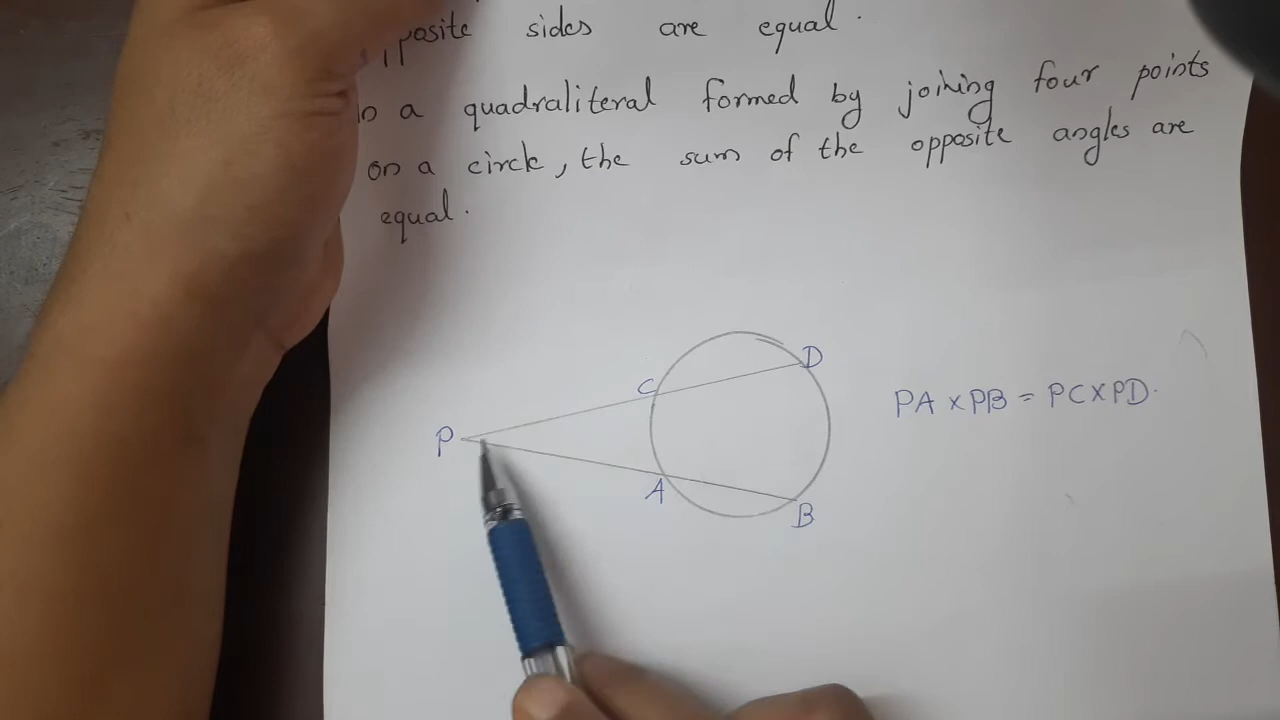 sides are equal.
a quadraliteral formed by joining four points
on a circle, the sum of the opposite angles are
equal.
D
C
PA × PB = PC × PD.
P
A
B